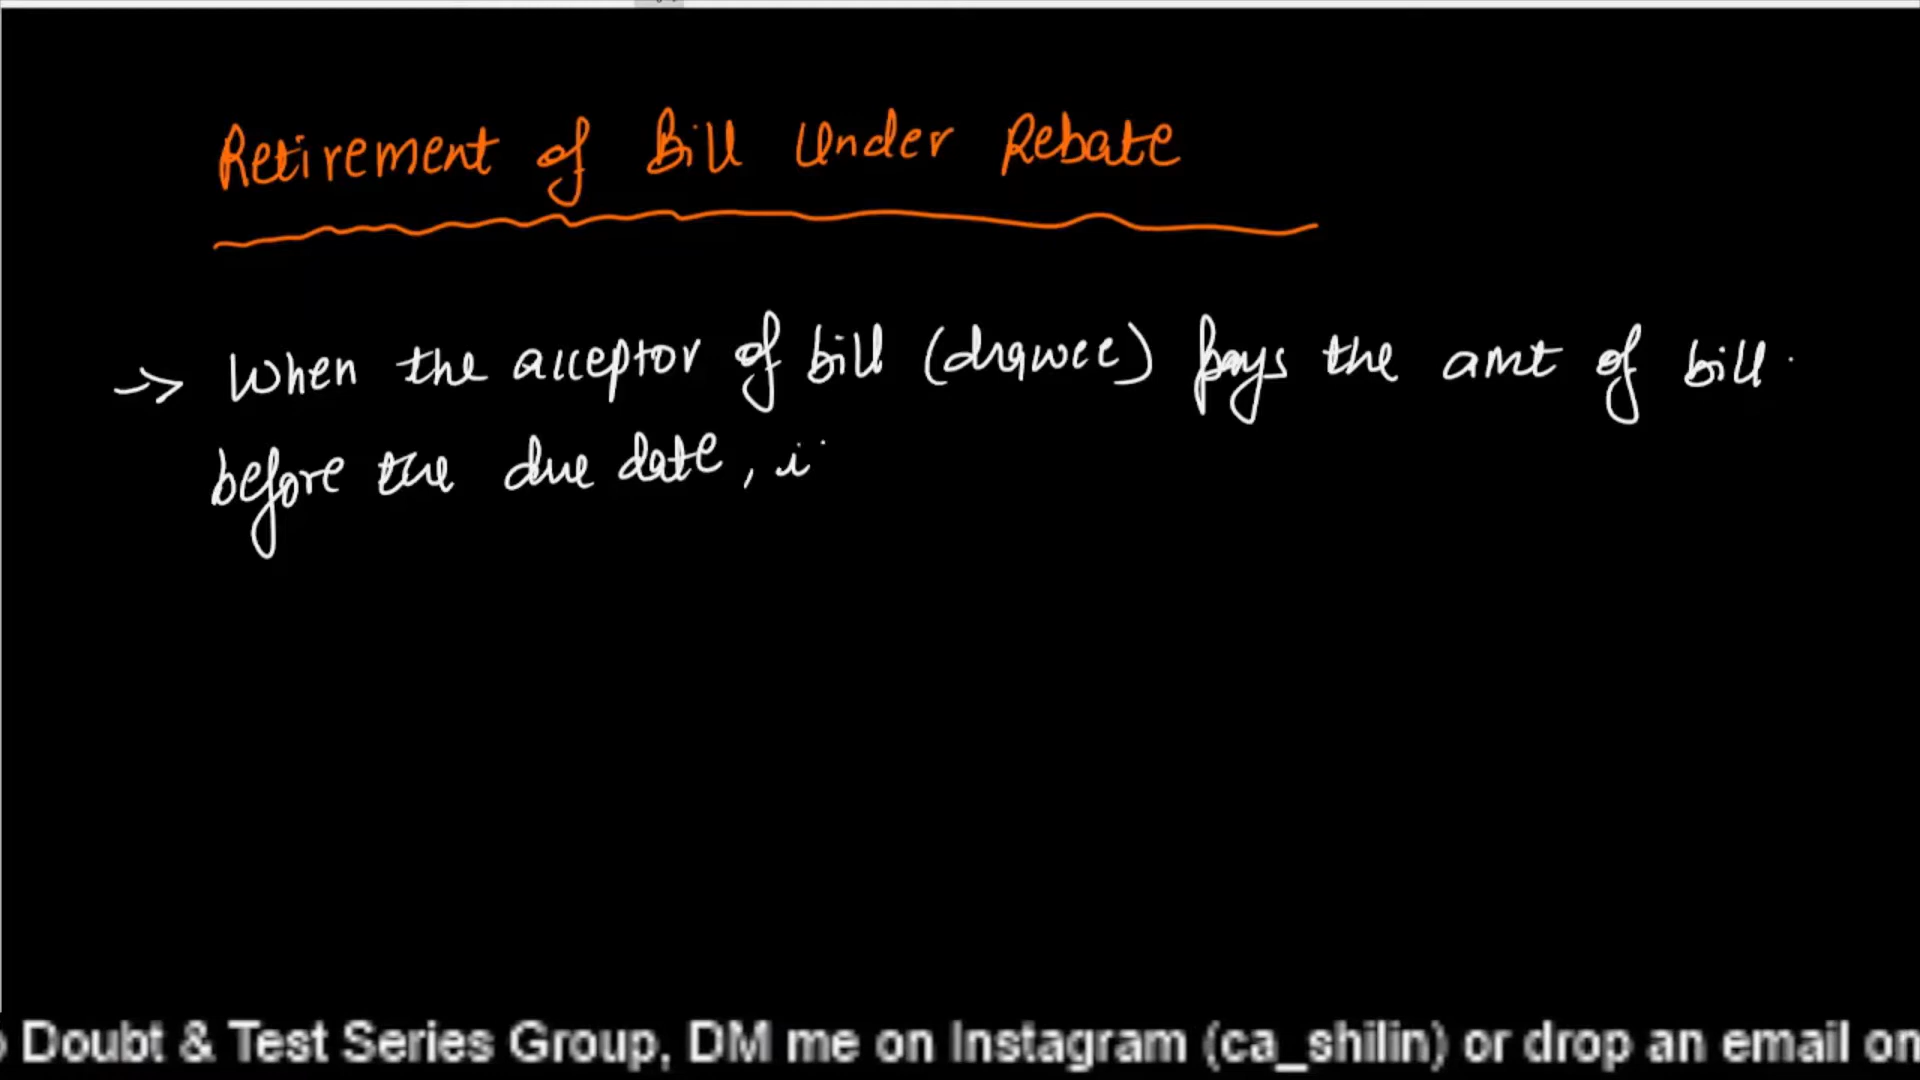 Retirement of Bill Under Rebate
→ When the acceptor of bill (drawee) pays the amt of bill
before the due date, i
Doubt & Test Series Group, DM me on Instagram (ca_shilin) or drop an email on